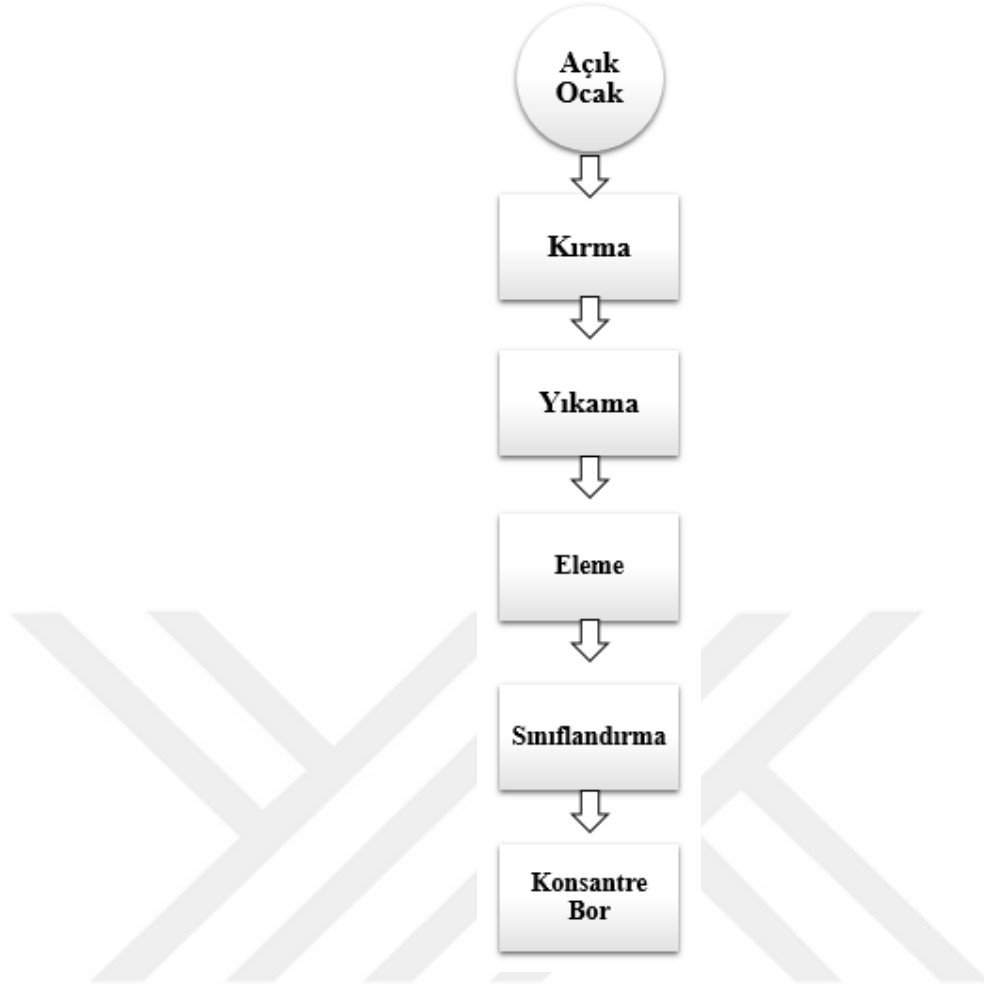 Açık
Ocak
Kırma
Yıkama
Eleme
Sınıflandırma
Konsantre
Bor